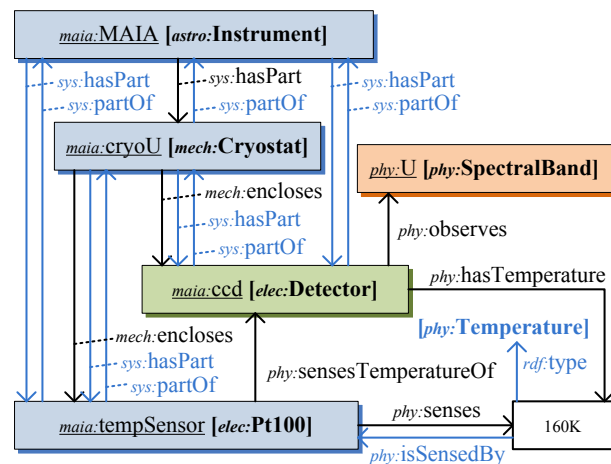 maia:MAIA [astro:Instrument]
sys:hasPart
sys:partOf
sys:hasPart
sys:partOf
sys:hasPart
sys:partOf
maia:cryoU [mech:Cryostat]
phy:U [phy:SpectralBand]
mech:encloses
sys:hasPart
sys:partOf
phy:observes
phy:hasTemperature
maia:ccd [elec:Detector]
mech:encloses
sys:hasPart
sys:partOf
[phy:Temperature]
rdf:type
phy:sensesTemperatureOf
maia:tempSensor [elec:Pt100]
phy:senses
160K
phy:isSensedBy